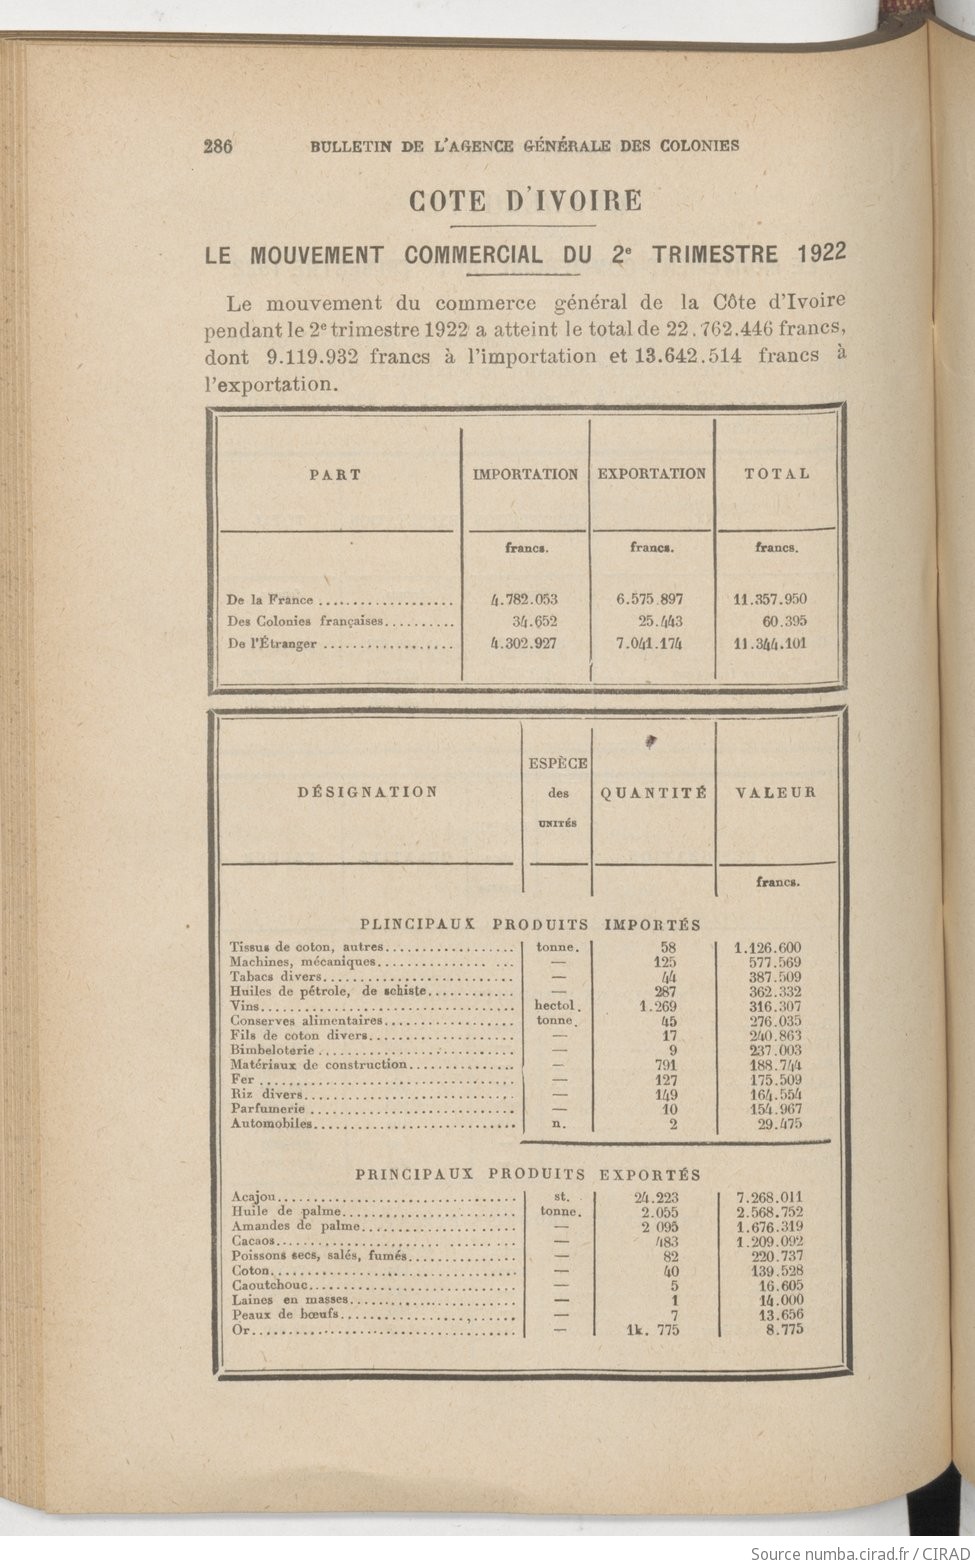 286 BULLETIN DE L'AGENCE GÉNÉRALE DES COLONIES
COTE D'IVOIRE
LE MOUVEMENT COMMERCIAL DU 2e TRIMESTRE 1922
Le mouvement du commerce général de la Côte d'Ivoire
pendant le 2e trimestre 1922 a atteint le total de 22.762.446 francs,
dont 9.119.932 francs à l'importation et 13.642.514 francs à
l'exportation.
PART IMPORTATION EXPORTATION TOTAL
francs. francs. francs.
De la France .................. 4.782.053 6.575.897 11.357.950
Des Colonies françaises.......... 34.652 25.443 60.395
De l'Étranger .................. 4.302.927 7.041.174 11.344.101
DÉSIGNATION ESPÈCE des UNITÉS QUANTITÉ VALEUR
francs.
PLINCIPAUX PRODUITS IMPORTÉS
Tissus de coton, autres.................. tonne. 58 1.126.600
Machines, mécaniques............... ... — 125 577.569
Tabacs divers.......................... — 44 387.509
Huiles de pétrole, de schiste............ — 287 362.332
Vins................................... hectol. 1.269 316.307
Conserves alimentaires.................. tonne. 45 276.035
Fils de coton divers.................... — 17 240.863
Bimbeloterie ........................... — 9 237.003
Matériaux de construction............... — 791 188.744
Fer ................................... — 127 175.509
Riz divers............................. — 149 164.554
Parfumerie ............................ — 10 154.967
Automobiles............................ n. 2 29.475
PRINCIPAUX PRODUITS EXPORTÉS
Acajou................................. st. 24.223 7.268.011
Huile de palme........................ tonne. 2.055 2.568.752
Amandes de palme..................... — 2 095 1.676.319
Cacaos................................ — 483 1.209.092
Poissons secs, salés, fumés............... — 82 220.737
Coton.................................. — 40 139.528
Caoutchouc............................ — 5 16.605
Laines en masses....................... — 1 14.000
Peaux de bœufs........................ — 7 13.656
Or..................................... — 1k. 775 8.775
Source numba.cirad.fr / CIRAD